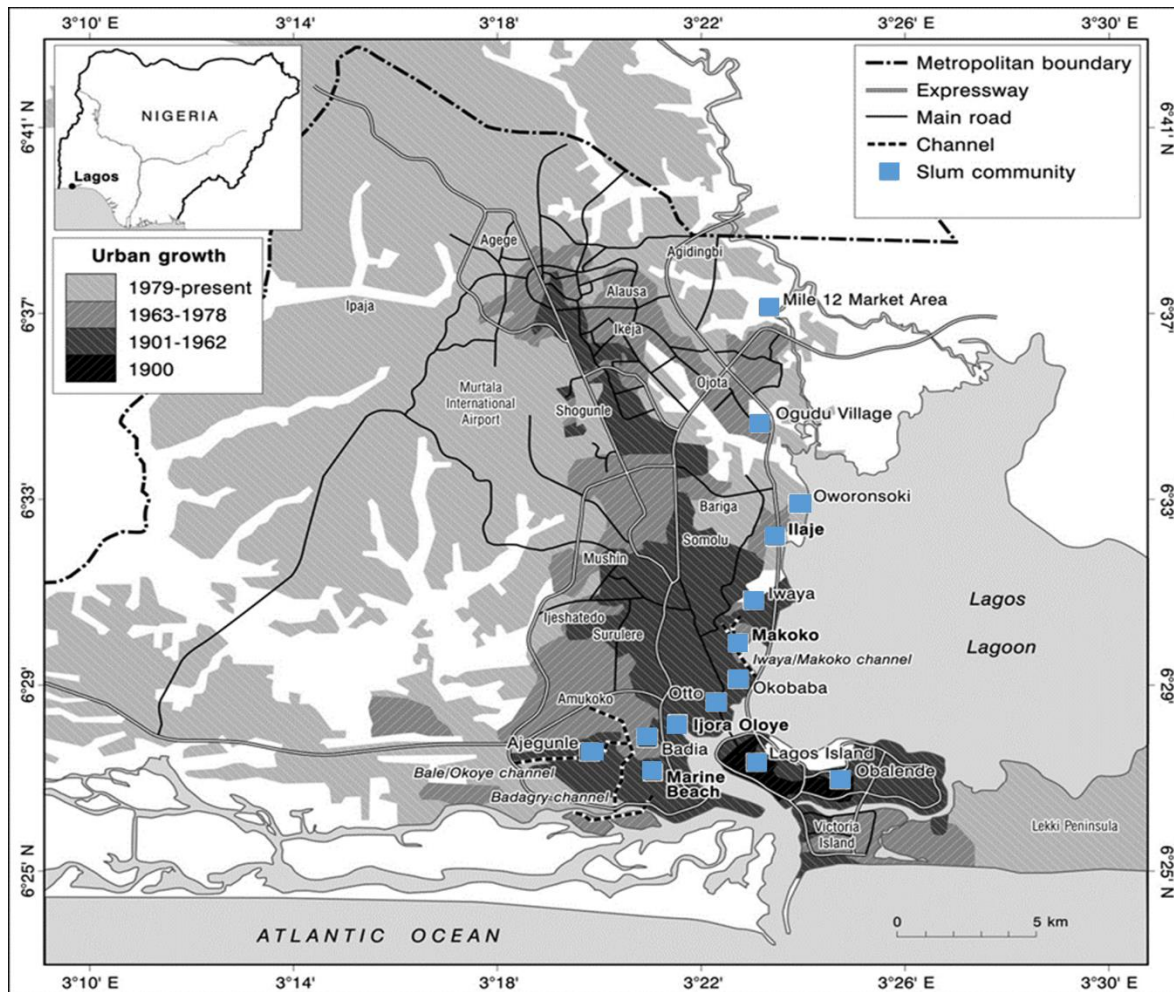 3°10' E
3°14'
3°18'
3°22'
3°26'
3°30'
6°41' N
6°37'
6°33'
6°29'
6°25'
NIGERIA
Lagos
Metropolitan boundary
Expressway
Main road
Channel
Slum community
Urban growth
1979-present
1963-1978
1901-1962
1900
Agege
Agidingbi
Alausa
Mile 12 Market Area
Ipaja
Ikeja
Ojota
Murtala
International
Airport
Shogunle
Ogudu Village
Oworonsoki
Bariga
Ilaje
Somolu
Mushin
Iwaya
Lagos
Lagoon
Ijeshatedo
Surulere
Makoko
Iwaya/Makoko channel
Okobaba
Otto
Amukoko
Ijora Oloye
Ajegunle
Badia
Lagos Island
Bale/Okoye channel
Marine
Beach
Obalende
Badagry channel
Victoria
Island
Lekki Peninsula
ATLANTIC OCEAN
0 5 km
6°41' N
6°37'
6°33'
6°29'
6°25'
3°10' E
3°14'
3°18'
3°22'
3°26'
3°30'